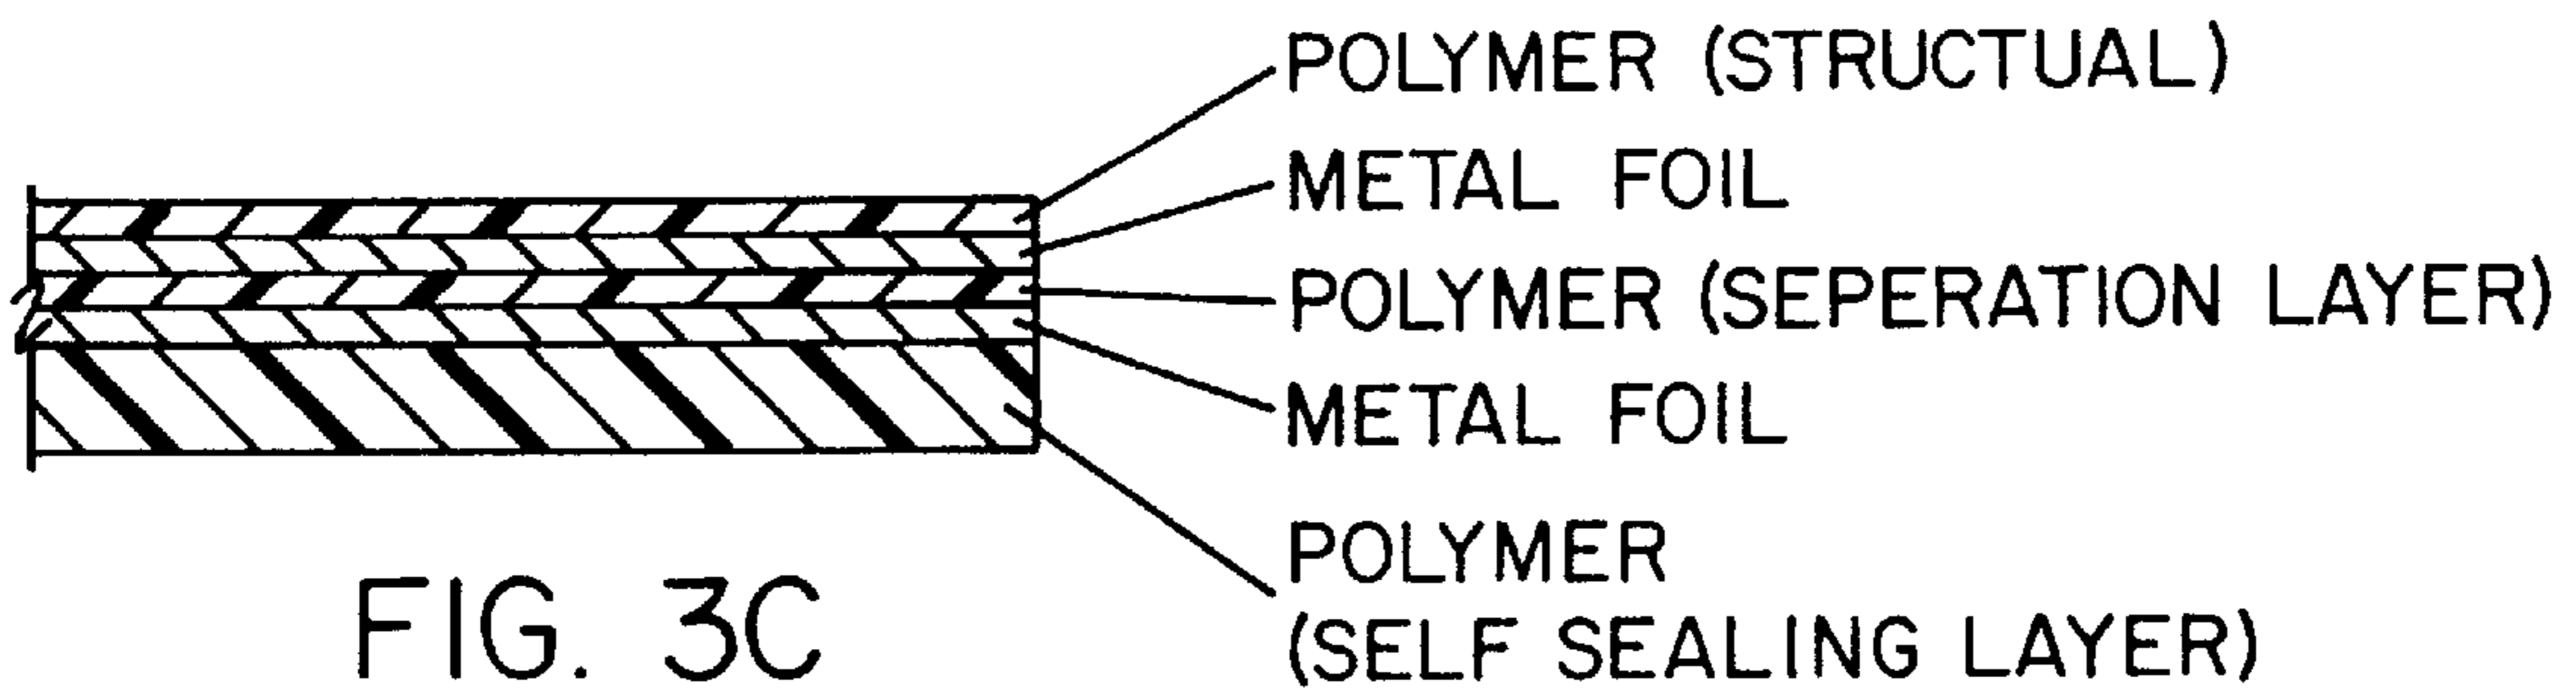 POLYMER (STRUCTUAL)
METAL FOIL
POLYMER (SEPERATION LAYER)
METAL FOIL
POLYMER
(SELF SEALING LAYER)
FIG. 3C